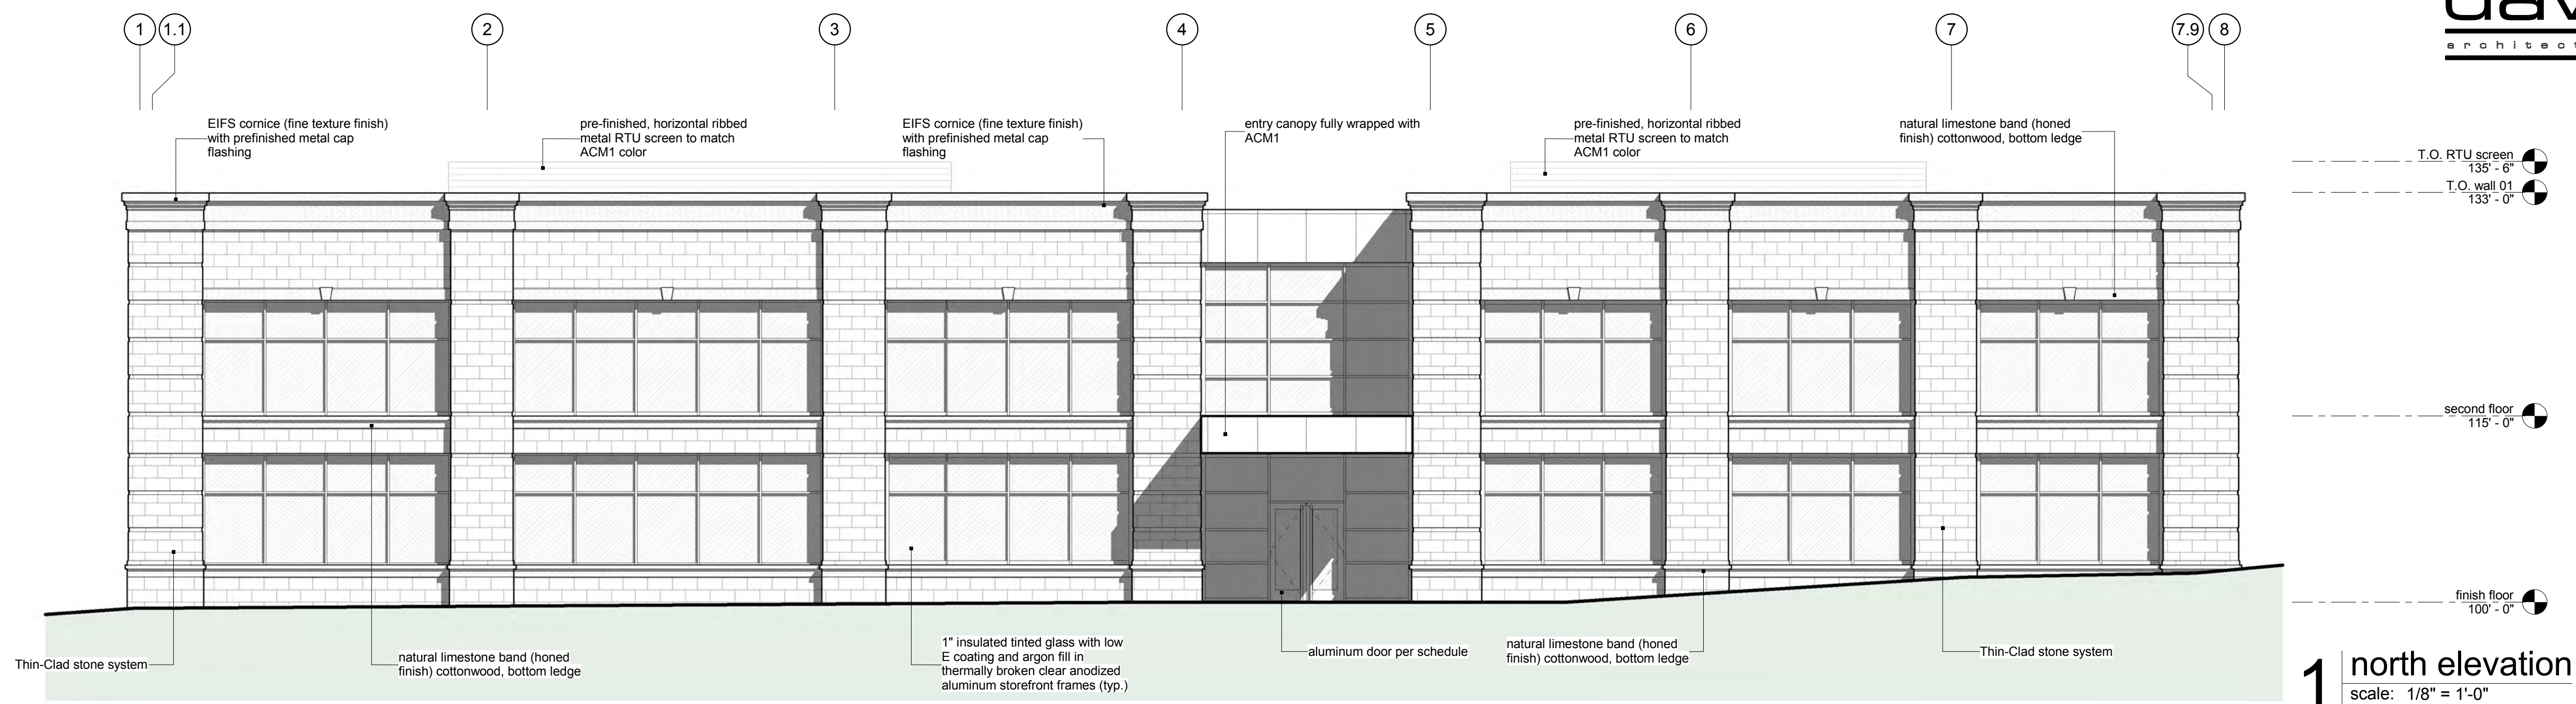 1
1.1
2
3
4
5
6
7
7.9
8
architect
EIFS cornice (fine texture finish)
with prefinished metal cap
flashing
pre-finished, horizontal ribbed
metal RTU screen to match
ACM1 color
EIFS cornice (fine texture finish)
with prefinished metal cap
flashing
entry canopy fully wrapped with
ACM1
pre-finished, horizontal ribbed
metal RTU screen to match
ACM1 color
natural limestone band (honed
finish) cottonwood, bottom ledge
T.O. RTU screen
135' - 6"
T.O. wall 01
133' - 0"
second floor
115' - 0"
finish floor
100' - 0"
Thin-Clad stone system
natural limestone band (honed
finish) cottonwood, bottom ledge
1" insulated tinted glass with low
E coating and argon fill in
thermally broken clear anodized
aluminum storefront frames (typ.)
aluminum door per schedule
natural limestone band (honed
finish) cottonwood, bottom ledge
Thin-Clad stone system
1
north elevation
scale: 1/8" = 1'-0"